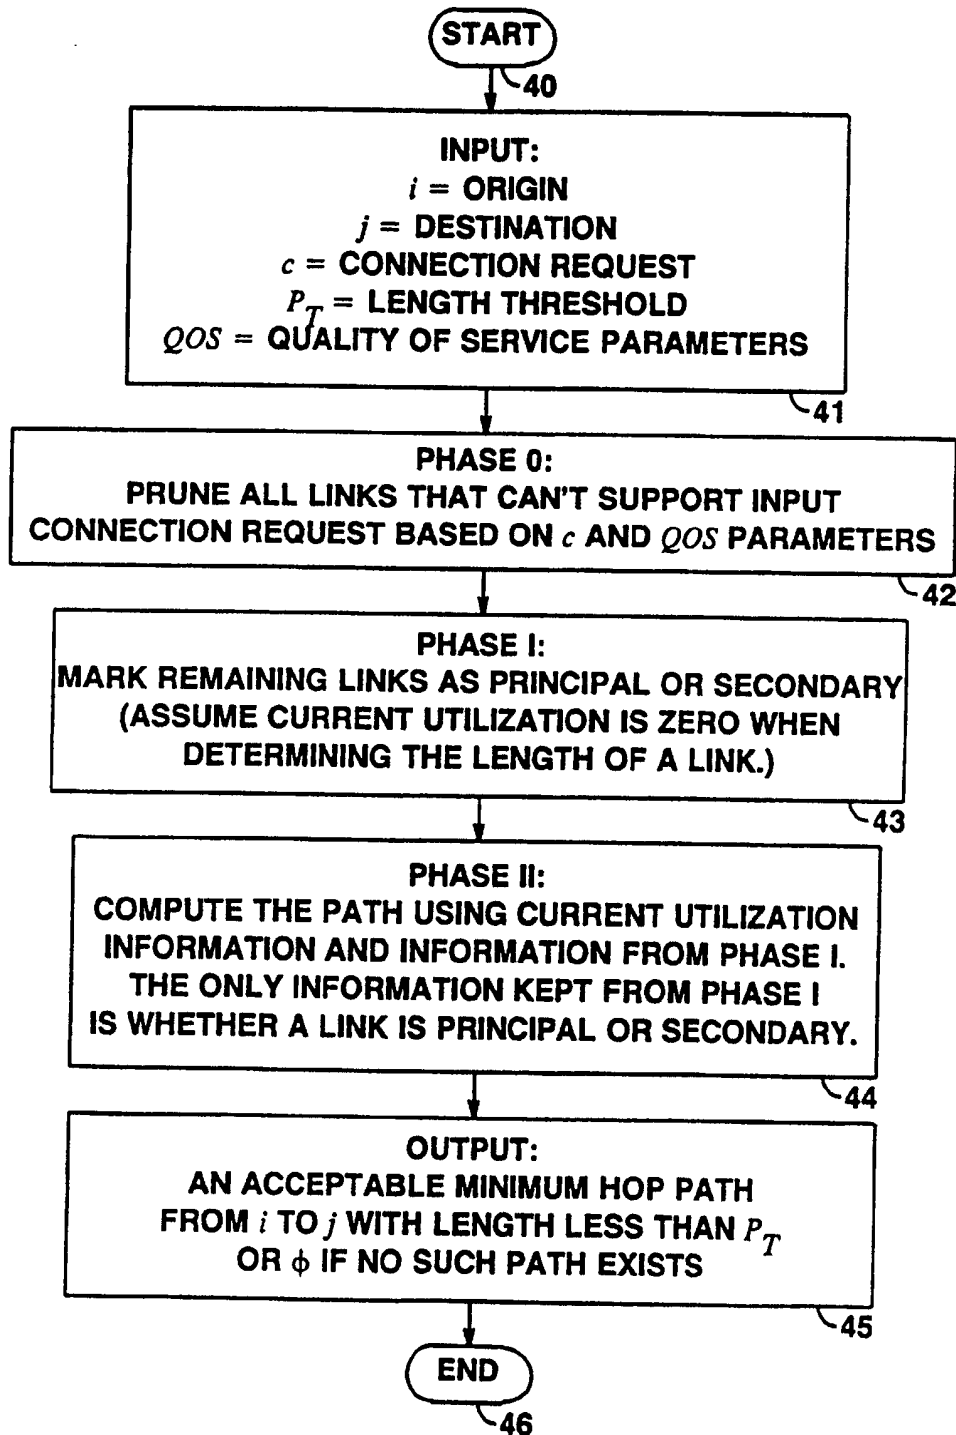 START
40
INPUT:
i = ORIGIN
j = DESTINATION
c = CONNECTION REQUEST
P_T = LENGTH THRESHOLD
QOS = QUALITY OF SERVICE PARAMETERS
41
PHASE 0:
PRUNE ALL LINKS THAT CAN'T SUPPORT INPUT
CONNECTION REQUEST BASED ON c AND QOS PARAMETERS
42
PHASE I:
MARK REMAINING LINKS AS PRINCIPAL OR SECONDARY
(ASSUME CURRENT UTILIZATION IS ZERO WHEN
DETERMINING THE LENGTH OF A LINK.)
43
PHASE II:
COMPUTE THE PATH USING CURRENT UTILIZATION
INFORMATION AND INFORMATION FROM PHASE I.
THE ONLY INFORMATION KEPT FROM PHASE I
IS WHETHER A LINK IS PRINCIPAL OR SECONDARY.
44
OUTPUT:
AN ACCEPTABLE MINIMUM HOP PATH
FROM i TO j WITH LENGTH LESS THAN P_T
OR ϕ IF NO SUCH PATH EXISTS
45
END
46